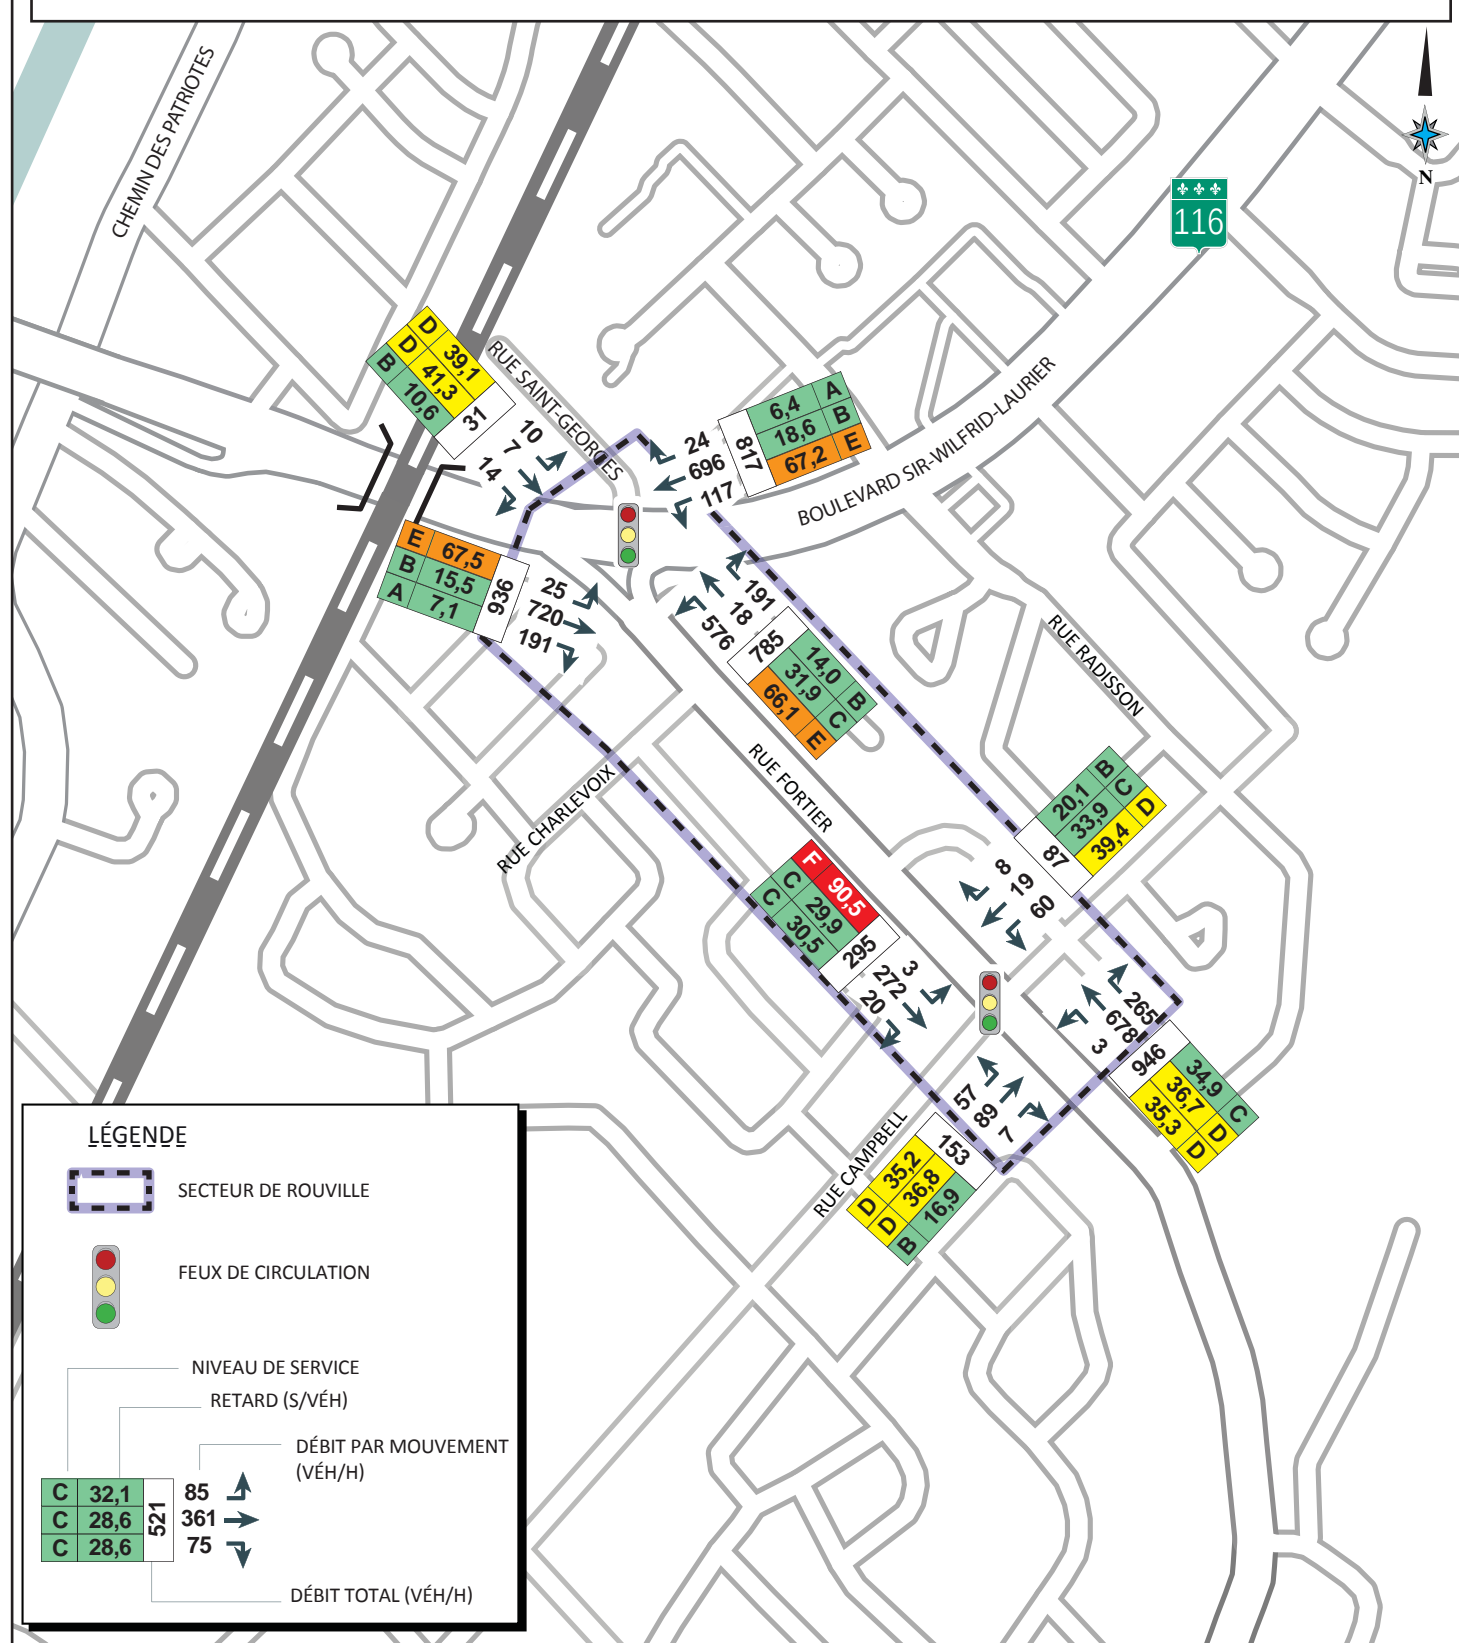 CHEMIN DES PATRIOTES
116
N
D 39,1
D 41,3
B 10,6
31
10
7
14
RUE SAINT-GEORGES
24
696
117
817
6,4 A
18,6 B
67,2 E
BOULEVARD SIR-WILFRID-LAURIER
E 67,5
B 15,5
A 7,1
936
25
720
191
191
18
576
785
14,0 B
31,9 C
66,1 E
RUE RADISSON
RUE FORTIER
RUE CHARLEVOIX
20,1 B
33,9 C
39,4 D
87
8
19
60
F 90,5
C 29,9
C 30,5
295
3
272
20
265
678
3
946
34,9 C
36,7 D
35,3 D
57
89
7
153
D 35,2
D 36,8
B 16,9
RUE CAMPBELL
LÉGENDE
SECTEUR DE ROUVILLE
FEUX DE CIRCULATION
NIVEAU DE SERVICE
RETARD (S/VÉH)
DÉBIT PAR MOUVEMENT
(VÉH/H)
C 32,1
C 28,6
C 28,6
521
85
361
75
DÉBIT TOTAL (VÉH/H)